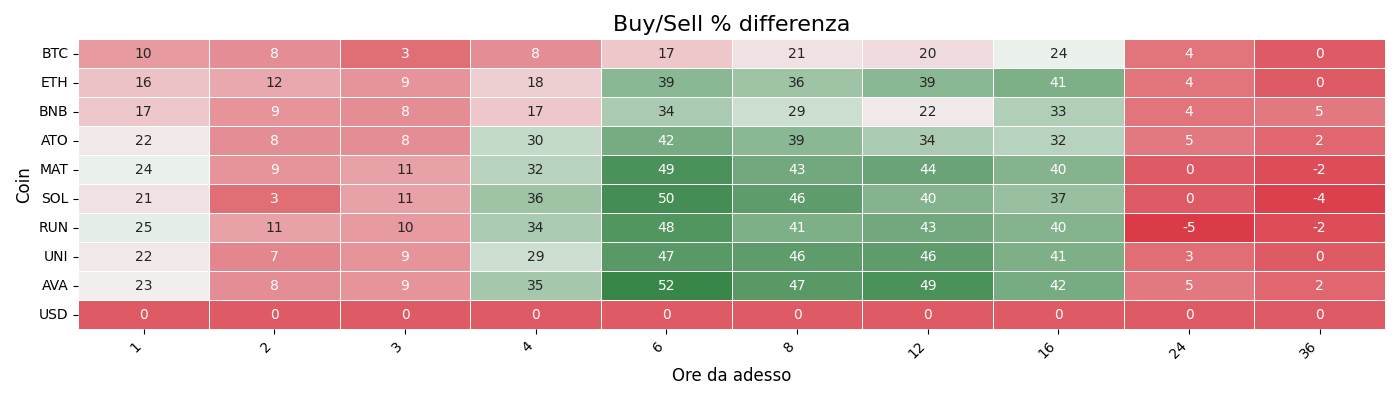 Buy/Sell % differenza
Coin
BTC 10 8 3 8 17 21 20 24 4 0
ETH 16 12 9 18 39 36 39 41 4 0
BNB 17 9 8 17 34 29 22 33 4 5
ATO 22 8 8 30 42 39 34 32 5 2
MAT 24 9 11 32 49 43 44 40 0 -2
SOL 21 3 11 36 50 46 40 37 0 -4
RUN 25 11 10 34 48 41 43 40 -5 -2
UNI 22 7 9 29 47 46 46 41 3 0
AVA 23 8 9 35 52 47 49 42 5 2
USD 0 0 0 0 0 0 0 0 0 0
1 2 3 4 6 8 12 16 24 36
Ore da adesso